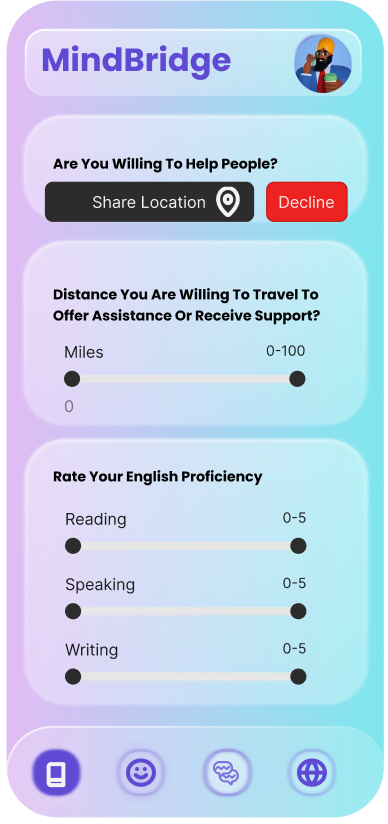 MindBridge
Are You Willing To Help People?
Share Location
Decline
Distance You Are Willing To Travel To
Offer Assistance Or Receive Support?
Miles 0-100
0
Rate Your English Proficiency
Reading 0-5
Speaking 0-5
Writing 0-5